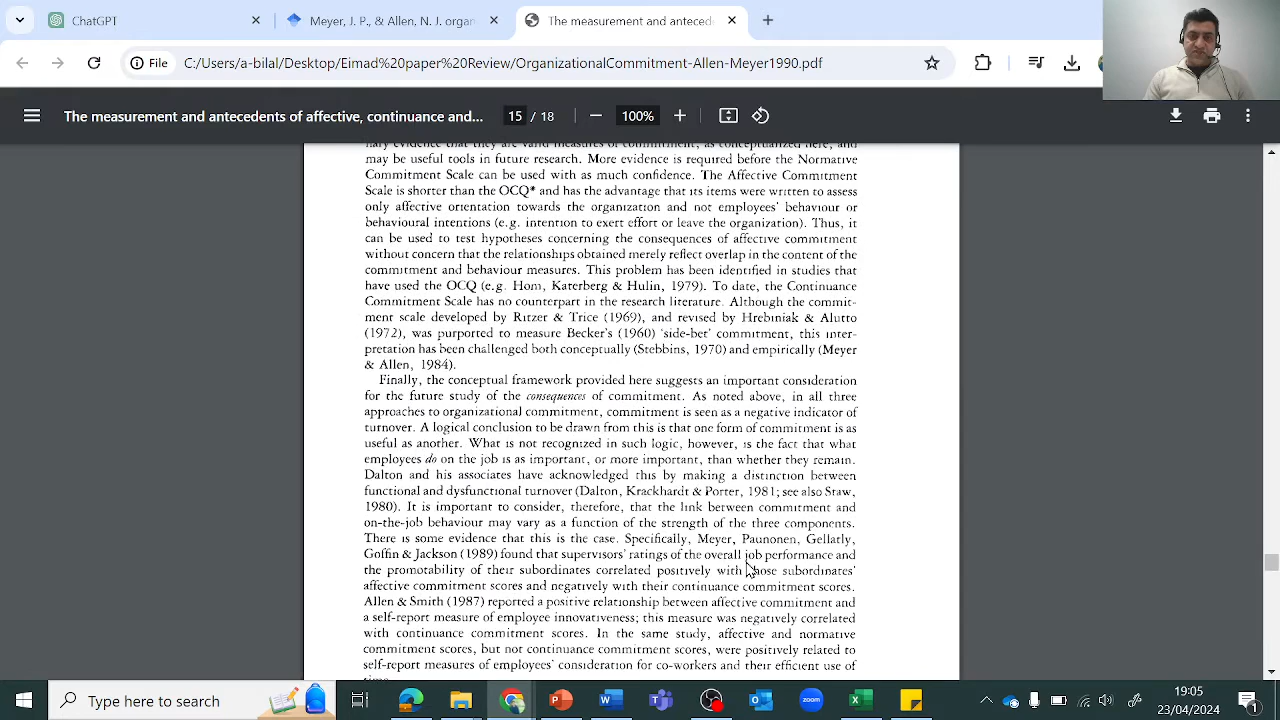 ChatGPT
Meyer, J. P., & Allen, N. J. organ
The measurement and anteced
File
C:/Users/a-bilal/Desktop/Eimad%20paper%20Review/OrganizationalCommitment-Allen-Meyer1990.pdf
The measurement and antecedents of affective, continuance and...
15 / 18
100%
nary evidence that they are valid measures of commitment, as conceptualized here, and
may be useful tools in future research. More evidence is required before the Normative
Commitment Scale can be used with as much confidence. The Affective Commitment
Scale is shorter than the OCQ* and has the advantage that its items were written to assess
only affective orientation towards the organization and not employees' behaviour or
behavioural intentions (e.g. intention to exert effort or leave the organization). Thus, it
can be used to test hypotheses concerning the consequences of affective commitment
without concern that the relationships obtained merely reflect overlap in the content of the
commitment and behaviour measures. This problem has been identified in studies that
have used the OCQ (e.g. Hom, Katerberg & Hulin, 1979). To date, the Continuance
Commitment Scale has no counterpart in the research literature. Although the commit-
ment scale developed by Ritzer & Trice (1969), and revised by Hrebiniak & Alutto
(1972), was purported to measure Becker's (1960) 'side-bet' commitment, this inter-
pretation has been challenged both conceptually (Stebbins, 1970) and empirically (Meyer
& Allen, 1984).
Finally, the conceptual framework provided here suggests an important consideration
for the future study of the consequences of commitment. As noted above, in all three
approaches to organizational commitment, commitment is seen as a negative indicator of
turnover. A logical conclusion to be drawn from this is that one form of commitment is as
useful as another. What is not recognized in such logic, however, is the fact that what
employees do on the job is as important, or more important, than whether they remain.
Dalton and his associates have acknowledged this by making a distinction between
functional and dysfunctional turnover (Dalton, Krackhardt & Porter, 1981; see also Staw,
1980). It is important to consider, therefore, that the link between commitment and
on-the-job behaviour may vary as a function of the strength of the three components.
There is some evidence that this is the case. Specifically, Meyer, Paunonen, Gellatly,
Goffin & Jackson (1989) found that supervisors' ratings of the overall job performance and
the promotability of their subordinates correlated positively with those subordinates'
affective commitment scores and negatively with their continuance commitment scores.
Allen & Smith (1987) reported a positive relationship between affective commitment and
a self-report measure of employee innovativeness; this measure was negatively correlated
with continuance commitment scores. In the same study, affective and normative
commitment scores, but not continuance commitment scores, were positively related to
self-report measures of employees' consideration for co-workers and their efficient use of
time.
Type here to search
19:05
23/04/2024